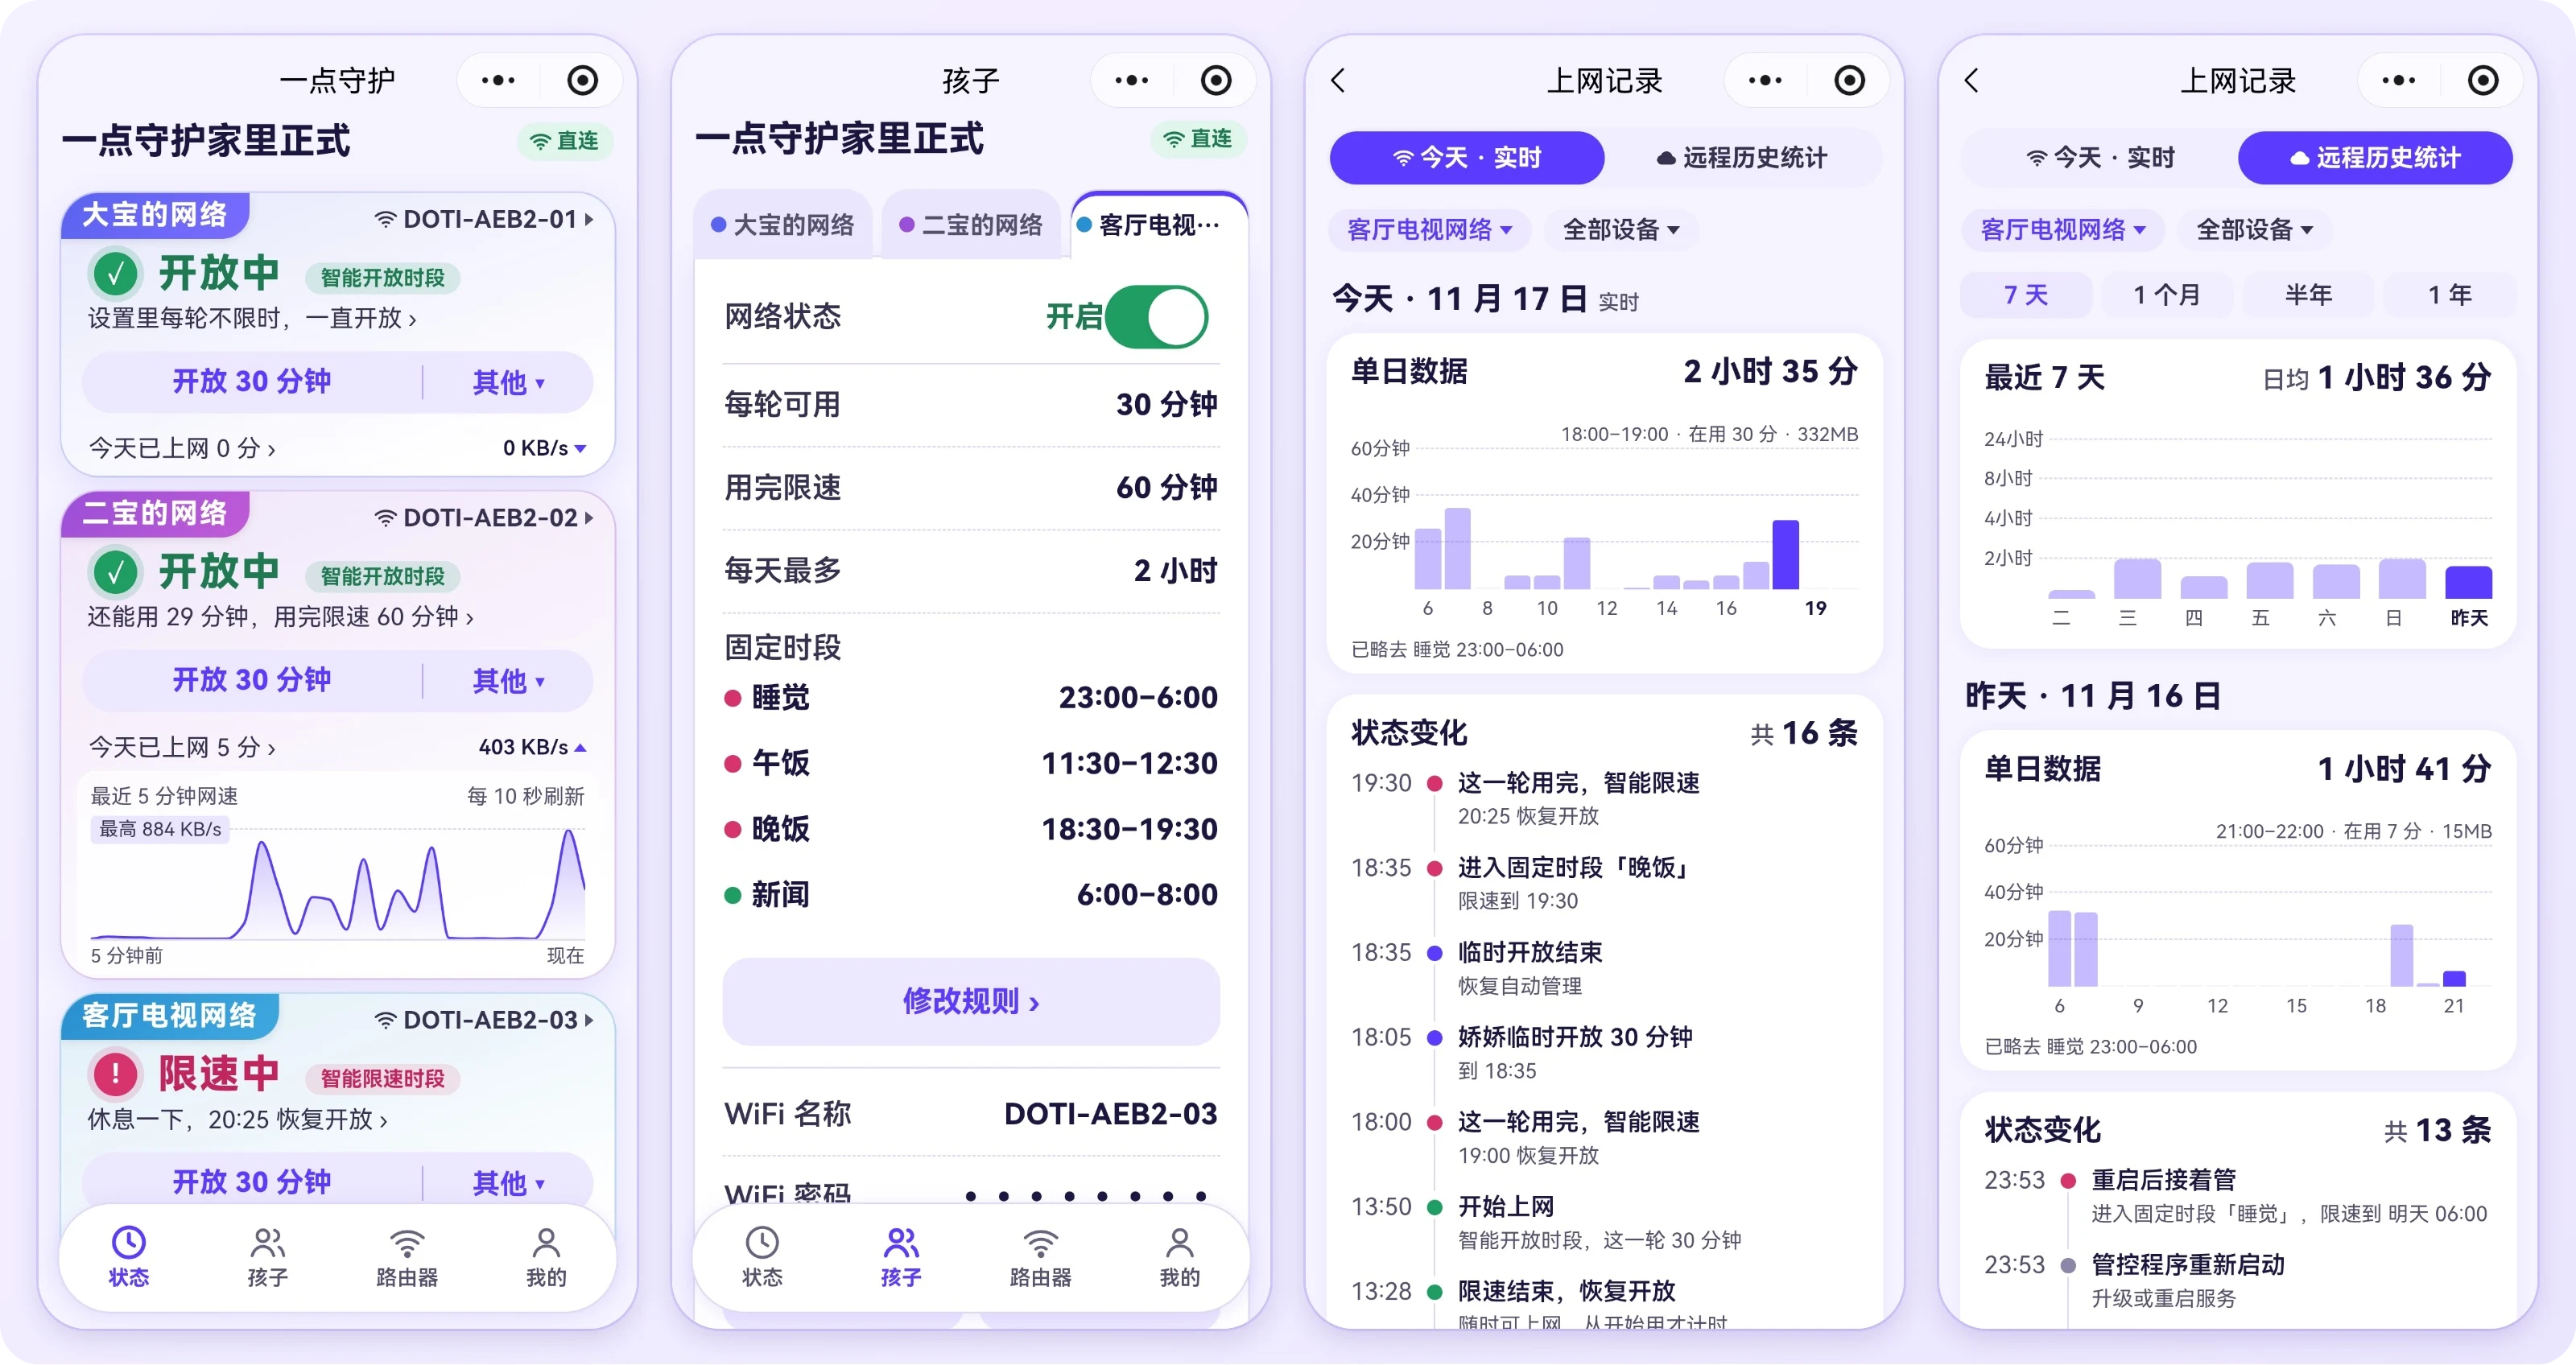 一点守护
一点守护家里正式
直连
大宝的网络
DOTI-AEB2-01
开放中
智能开放时段
设置里每轮不限时，一直开放 ›
开放 30 分钟
其他
今天已上网 0 分 ›
0 KB/s
二宝的网络
DOTI-AEB2-02
开放中
智能开放时段
还能用 29 分钟，用完限速 60 分钟 ›
开放 30 分钟
其他
今天已上网 5 分 ›
403 KB/s
最近 5 分钟网速
每 10 秒刷新
最高 884 KB/s
5 分钟前
现在
客厅电视网络
DOTI-AEB2-03
限速中
智能限速时段
休息一下，20:25 恢复开放 ›
开放 30 分钟
其他
状态
孩子
路由器
我的
孩子
一点守护家里正式
直连
大宝的网络
二宝的网络
客厅电视…
网络状态
开启
每轮可用
30 分钟
用完限速
60 分钟
每天最多
2 小时
固定时段
睡觉
23:00–6:00
午饭
11:30–12:30
晚饭
18:30–19:30
新闻
6:00–8:00
修改规则 ›
WiFi 名称
DOTI-AEB2-03
WiFi 密码
状态
孩子
路由器
我的
上网记录
今天 · 实时
远程历史统计
客厅电视网络
全部设备
今天 · 11 月 17 日 实时
单日数据
2 小时 35 分
18:00–19:00 · 在用 30 分 · 332MB
60分钟
40分钟
20分钟
6 8 10 12 14 16 19
已略去 睡觉 23:00–06:00
状态变化
共 16 条
19:30 这一轮用完，智能限速
20:25 恢复开放
18:35 进入固定时段「晚饭」
限速到 19:30
18:35 临时开放结束
恢复自动管理
18:05 娇娇临时开放 30 分钟
到 18:35
18:00 这一轮用完，智能限速
19:00 恢复开放
13:50 开始上网
智能开放时段，这一轮 30 分钟
13:28 限速结束，恢复开放
随时可上网，从开始用才计时
上网记录
今天 · 实时
远程历史统计
客厅电视网络
全部设备
7 天
1 个月
半年
1 年
最近 7 天
日均 1 小时 36 分
24小时
8小时
4小时
2小时
二 三 四 五 六 日 昨天
昨天 · 11 月 16 日
单日数据
1 小时 41 分
21:00–22:00 · 在用 7 分 · 15MB
60分钟
40分钟
20分钟
6 9 12 15 18 21
已略去 睡觉 23:00–06:00
状态变化
共 13 条
23:53 重启后接着管
进入固定时段「睡觉」，限速到 明天 06:00
23:53 管控程序重新启动
升级或重启服务